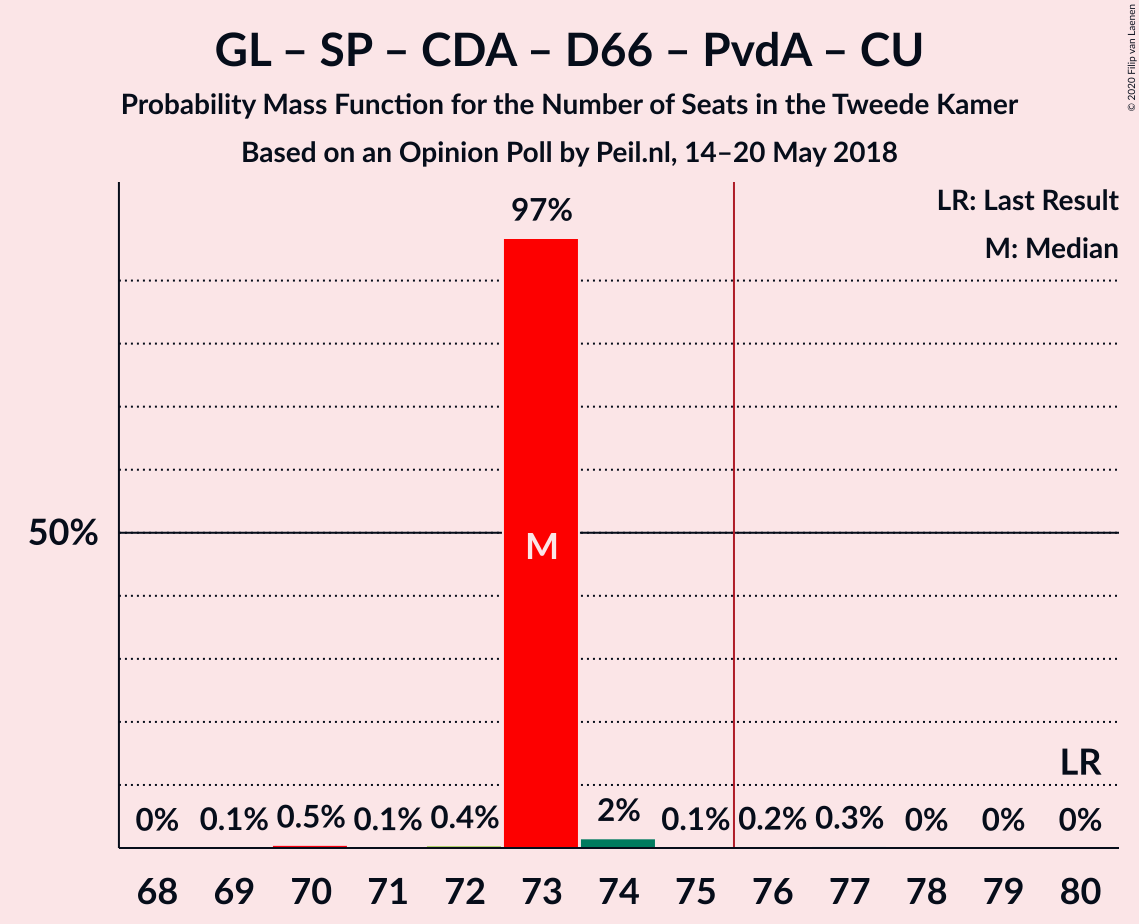 GL – SP – CDA – D66 – PvdA – CU
Probability Mass Function for the Number of Seats in the Tweede Kamer
Based on an Opinion Poll by Peil.nl, 14–20 May 2018
© 2020 Filip van Laenen
LR: Last Result
M: Median
97%
50%
M
LR
0% 0.1% 0.5% 0.1% 0.4% 2% 0.1% 0.2% 0.3% 0% 0% 0%
68 69 70 71 72 73 74 75 76 77 78 79 80